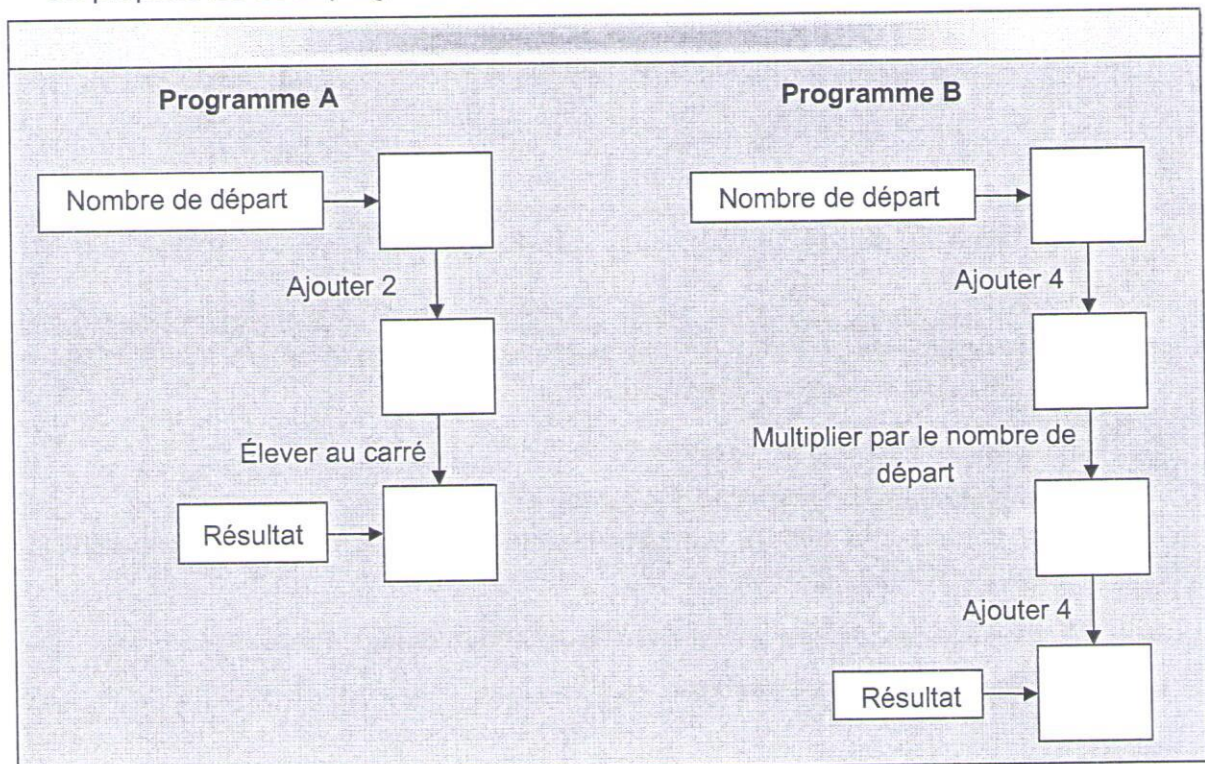 Programme A
Nombre de départ
Ajouter 2
Élever au carré
Résultat
Programme B
Nombre de départ
Ajouter 4
Multiplier par le nombre de
départ
Ajouter 4
Résultat